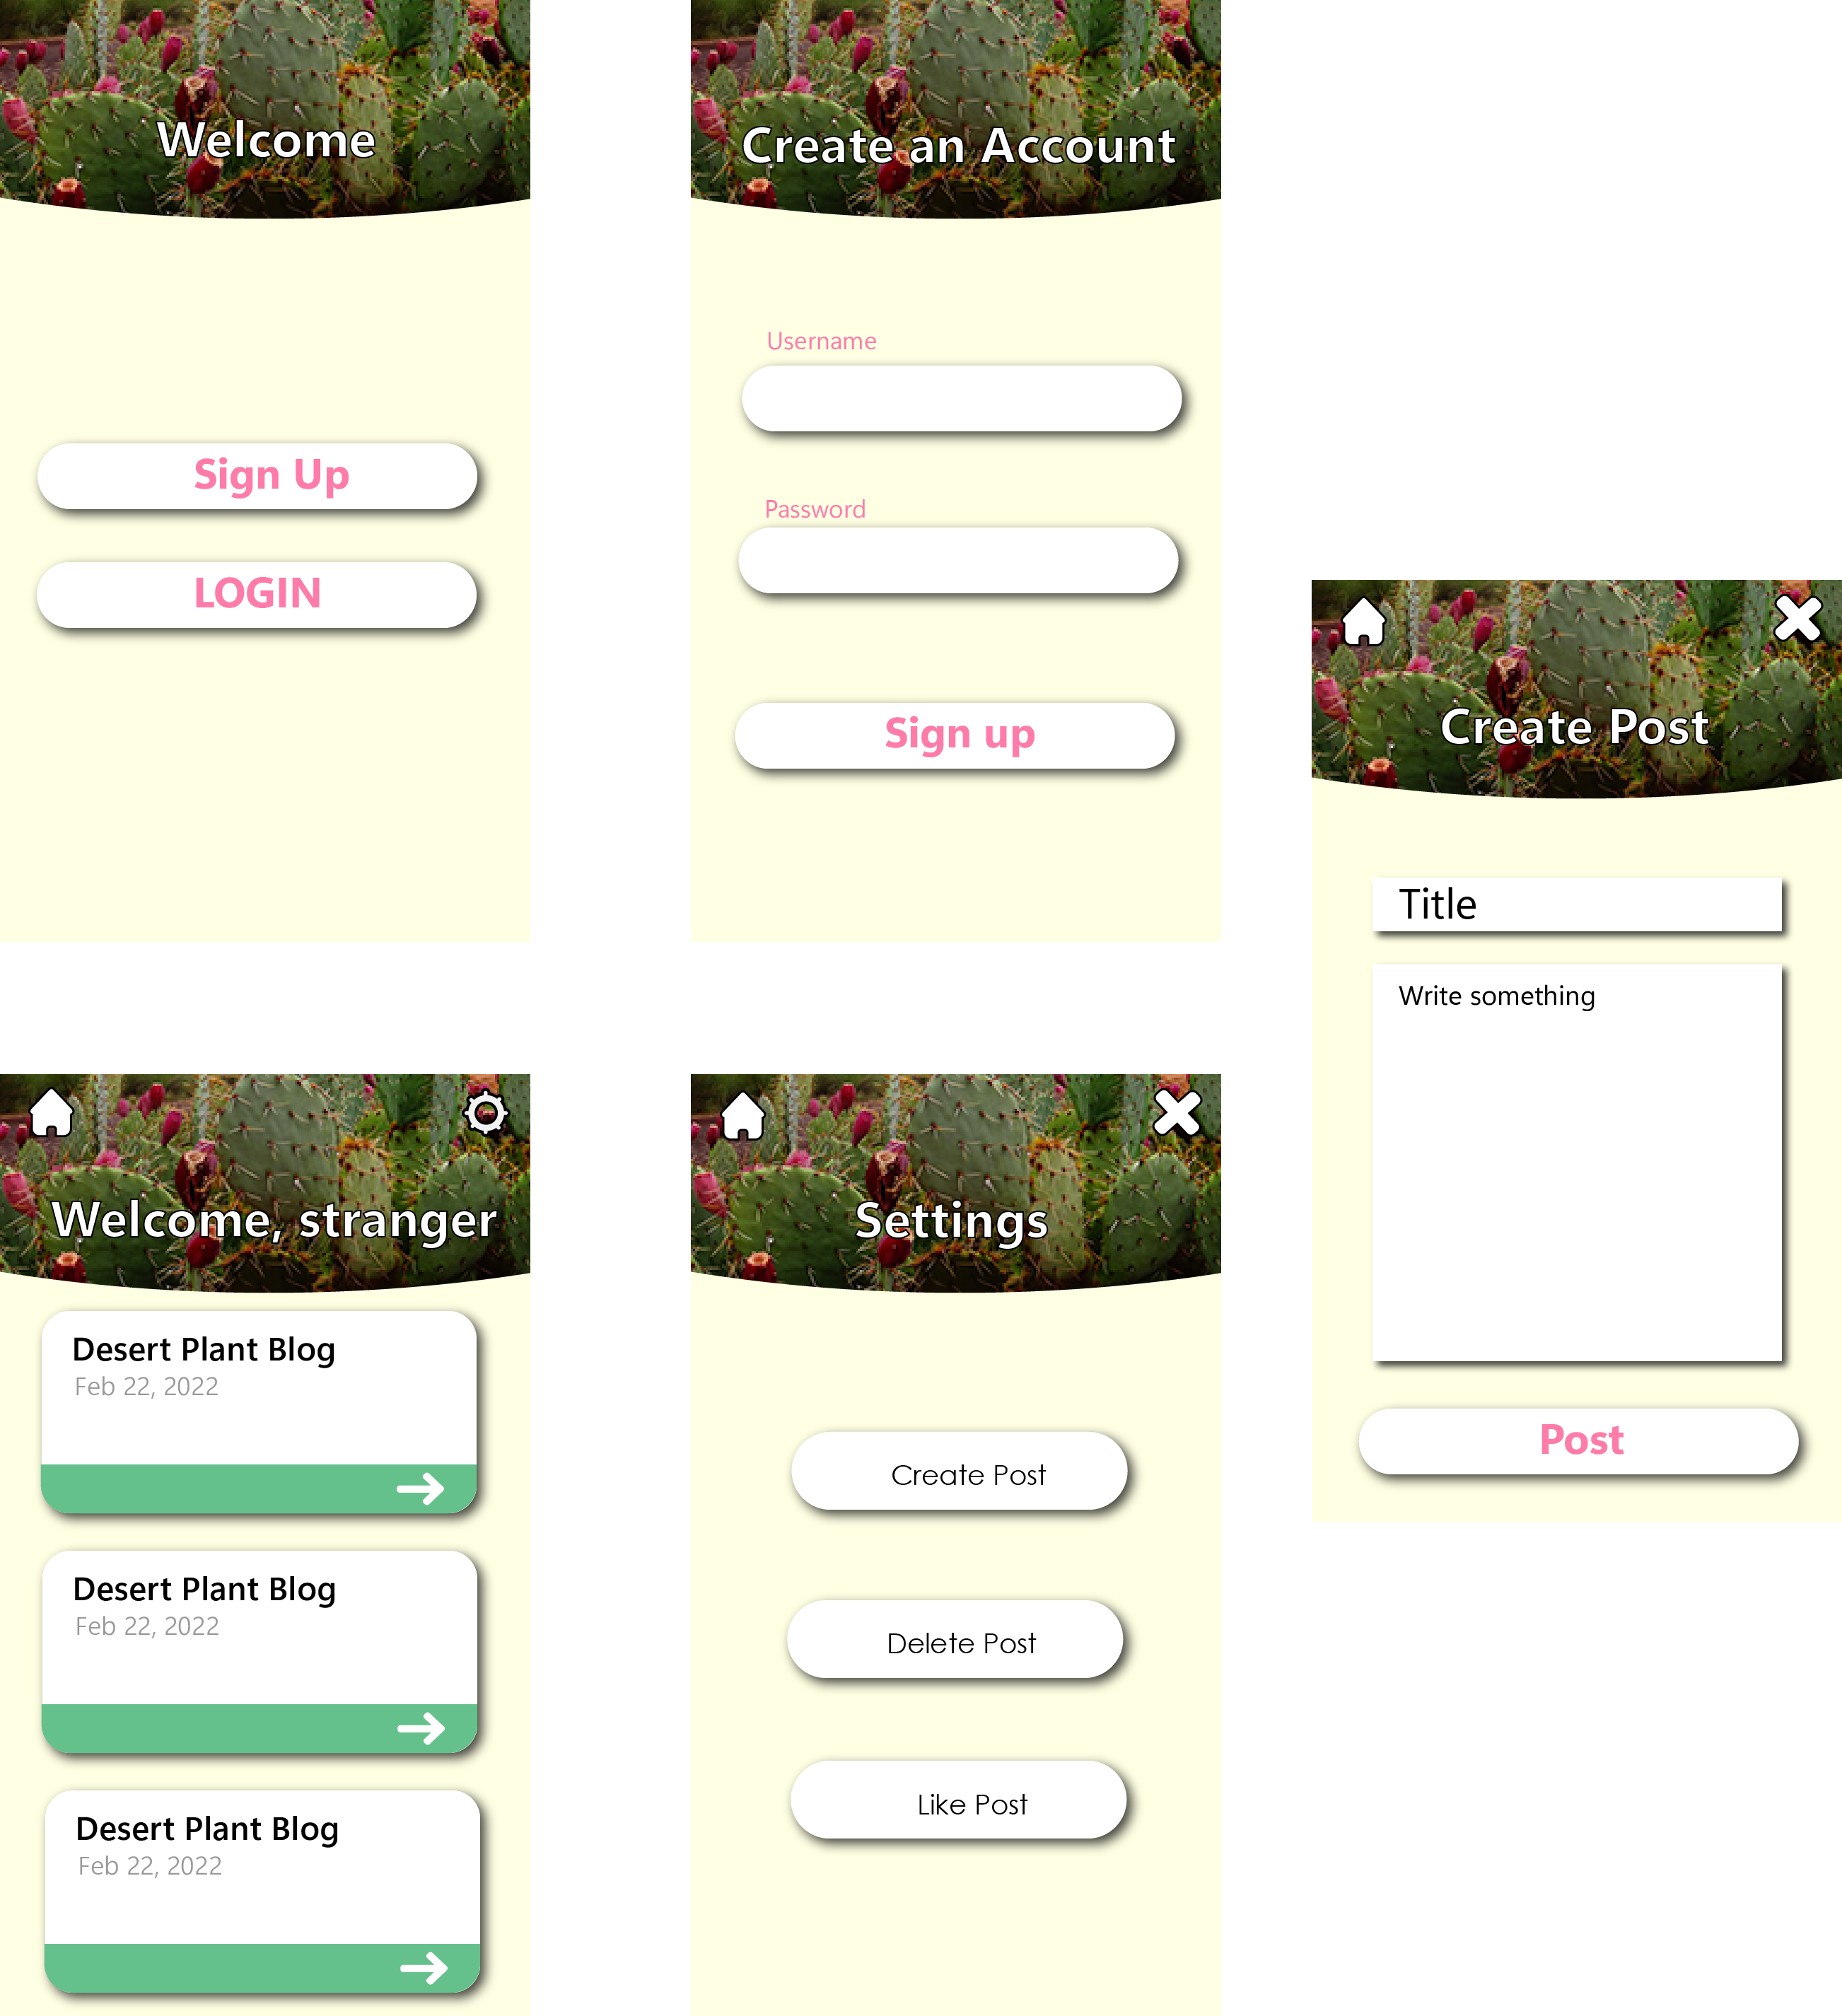 Welcome
Sign Up
LOGIN
Create an Account
Username
Password
Sign up
Create Post
Title
Write something
Post
Welcome, stranger
Desert Plant Blog
Feb 22, 2022
Desert Plant Blog
Feb 22, 2022
Desert Plant Blog
Feb 22, 2022
Settings
Create Post
Delete Post
Like Post